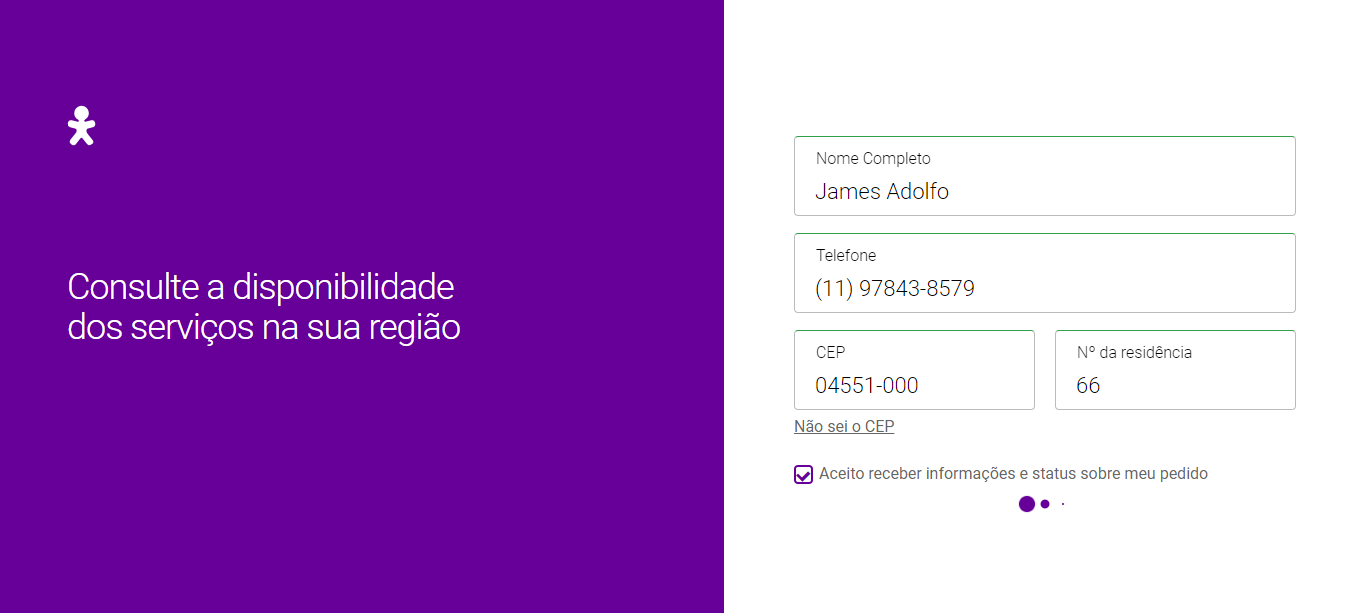 Consulte a disponibilidade
dos serviços na sua região
Nome Completo
James Adolfo
Telefone
(11) 97843-8579
CEP
04551-000
Nº da residência
66
Não sei o CEP
Aceito receber informações e status sobre meu pedido